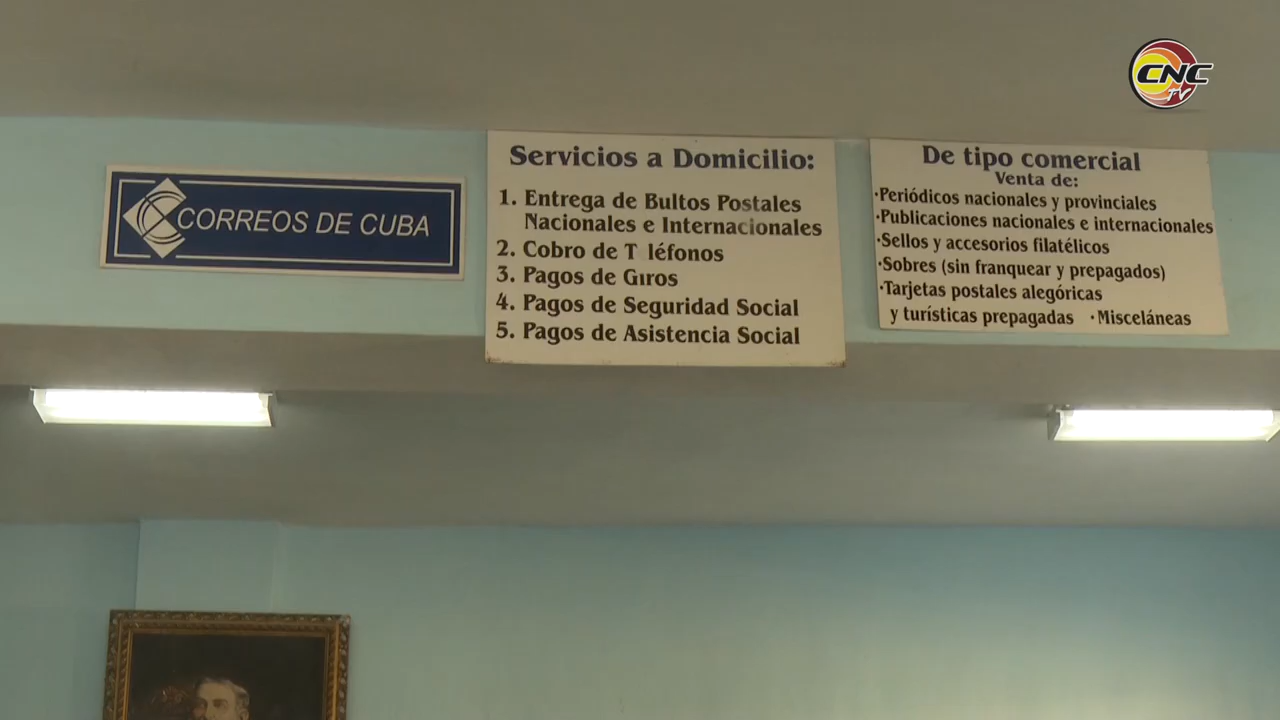 CNC
TV
CORREOS DE CUBA
Servicios a Domicilio:
1. Entrega de Bultos Postales
Nacionales e Internacionales
2. Cobro de T léfonos
3. Pagos de Giros
4. Pagos de Seguridad Social
5. Pagos de Asistencia Social
De tipo comercial
Venta de:
·Periódicos nacionales y provinciales
·Publicaciones nacionales e internacionales
·Sellos y accesorios filatélicos
·Sobres (sin franquear y prepagados)
·Tarjetas postales alegóricas
y turísticas prepagadas ·Misceláneas